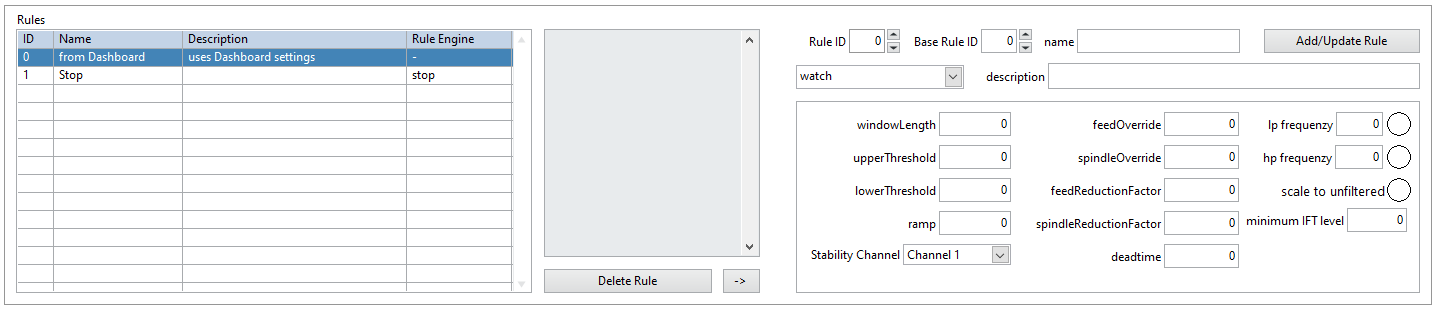 Rules
ID Name Description Rule Engine
0 from Dashboard uses Dashboard settings -
1 Stop stop
Delete Rule ->
Rule ID 0 Base Rule ID 0 name Add/Update Rule
watch description
windowLength 0 feedOverride 0 lp frequenzy 0
upperThreshold 0 spindleOverride 0 hp frequenzy 0
lowerThreshold 0 feedReductionFactor 0 scale to unfiltered
ramp 0 spindleReductionFactor 0 minimum IFT level 0
Stability Channel Channel 1 deadtime 0